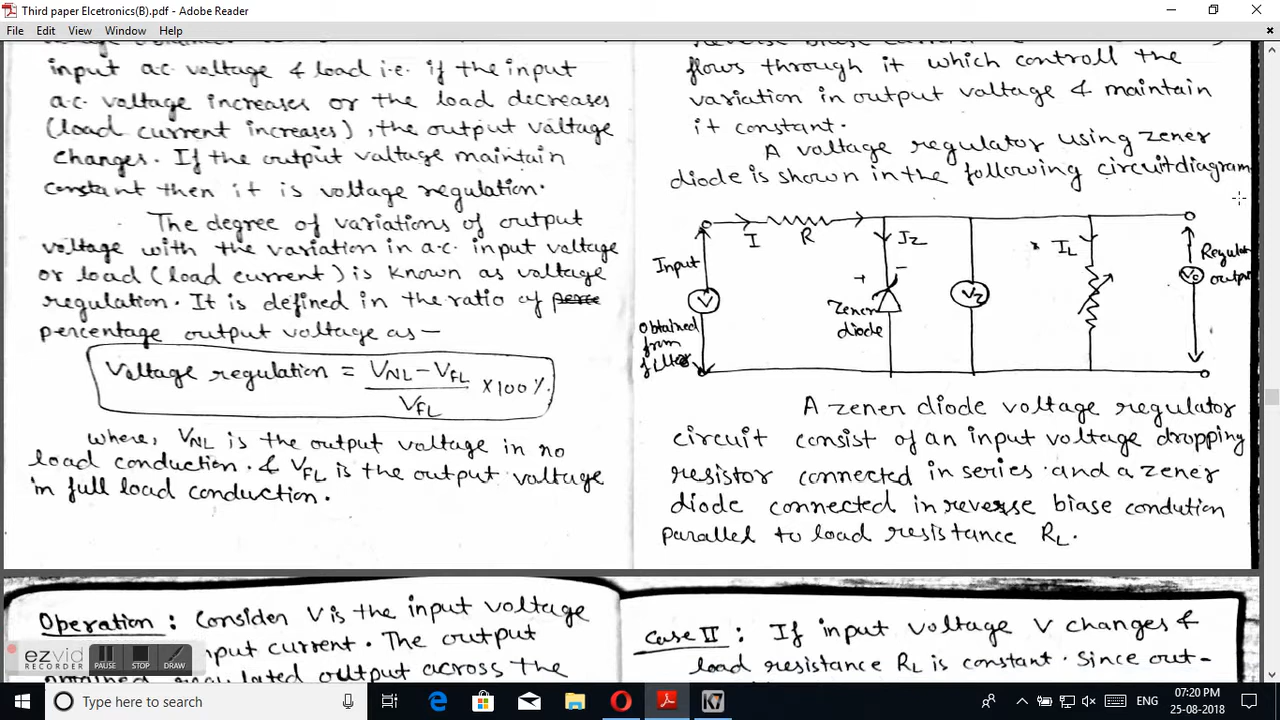 Third paper Elcetronics(B).pdf - Adobe Reader
File Edit View Window Help
input a.c. voltage & load i.e. if the input
a.c. voltage increases or the load decreases
(load current increases), the output voltage
changes. If the output voltage maintain
constant then it is voltage regulation.
The degree of variations of output
voltage with the variation in a.c. input voltage
or load (load current) is known as voltage
regulation. It is defined in the ratio of
percentage output voltage as —
Voltage regulation = (VNL - VFL) / VFL × 100 %.
where, VNL is the output voltage in no
load conduction. & VFL is the output voltage
in full load conduction.
flows through it which controll the
variation in output voltage & maintain
it constant.
A voltage regulator using zener
diode is shown in the following circuit diagram
I R IZ IL
Input
V
Obtained
from
filter
+ -
Zener
diode
VZ
Regulat
output
V0
A zener diode voltage regulator
circuit consist of an input voltage dropping
resistor connected in series and a zener
diode connected in reverse biase condution
parallel to load resistance RL.
Operation: Consider V is the input voltage
input current. The output
regulated output across the
Case II: If input voltage V changes &
load resistance RL is constant. Since out-
ezvid
RECORDER
PAUSE STOP DRAW
Type here to search
ENG
07:20 PM
25-08-2018